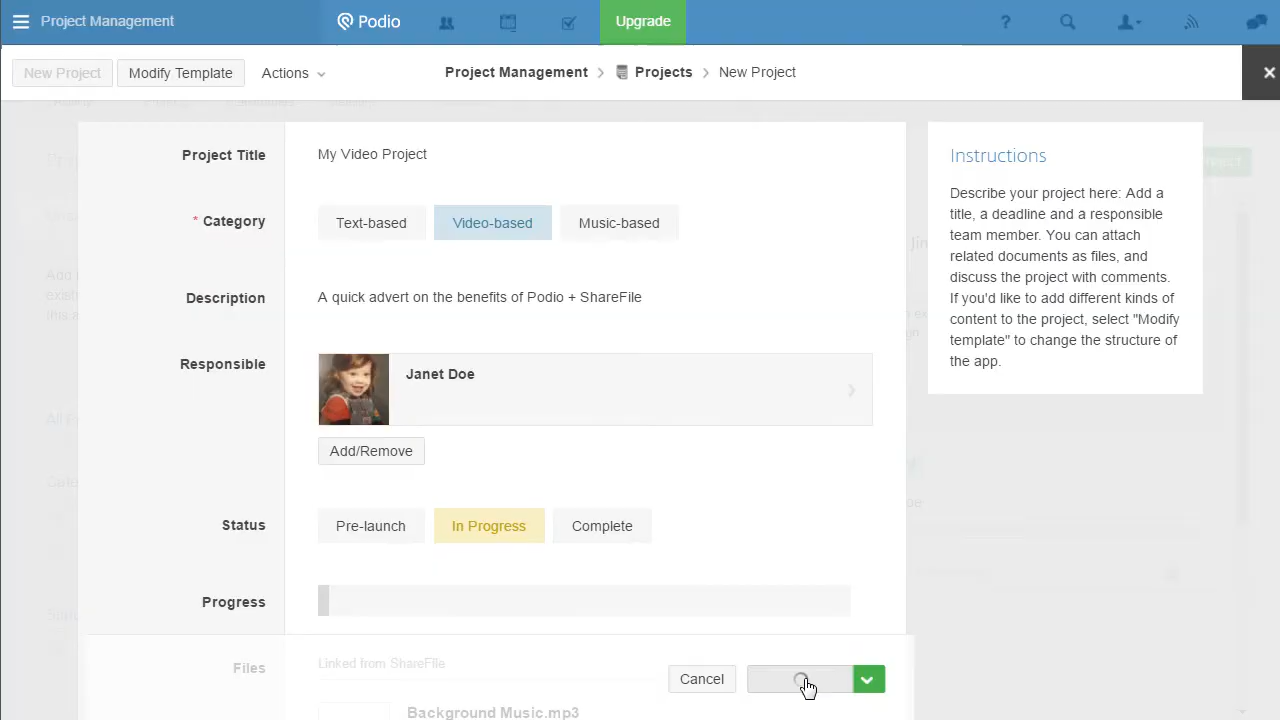 Project Management
Podio
Upgrade
?
New Project
Modify Template
Actions
Project Management > Projects > New Project
×
Project Title
My Video Project
* Category
Text-based
Video-based
Music-based
Description
A quick advert on the benefits of Podio + ShareFile
Responsible
Janet Doe
Add/Remove
Status
Pre-launch
In Progress
Complete
Progress
Files
Linked from ShareFile
Background Music.mp3
Cancel
Instructions
Describe your project here: Add a
title, a deadline and a responsible
team member. You can attach
related documents as files, and
discuss the project with comments.
If you'd like to add different kinds of
content to the project, select "Modify
template" to change the structure of
the app.